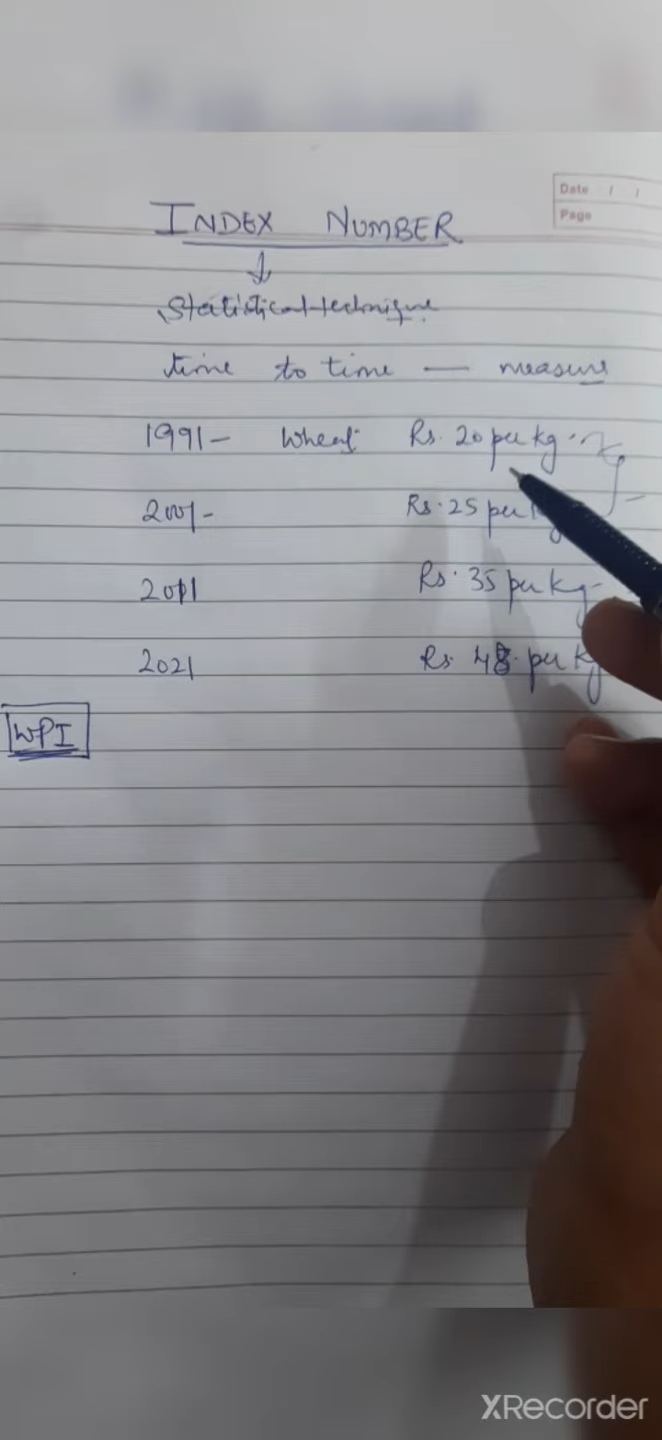 Date / /
Page
INDEX NUMBER
Statistical technique
time to time — measure
1991 - Wheat Rs. 20 per kg.
2001 - Rs. 25 per
2011 Rs. 35 per kg-
2021 Rs. 48. per kg
WPI
XRecorder